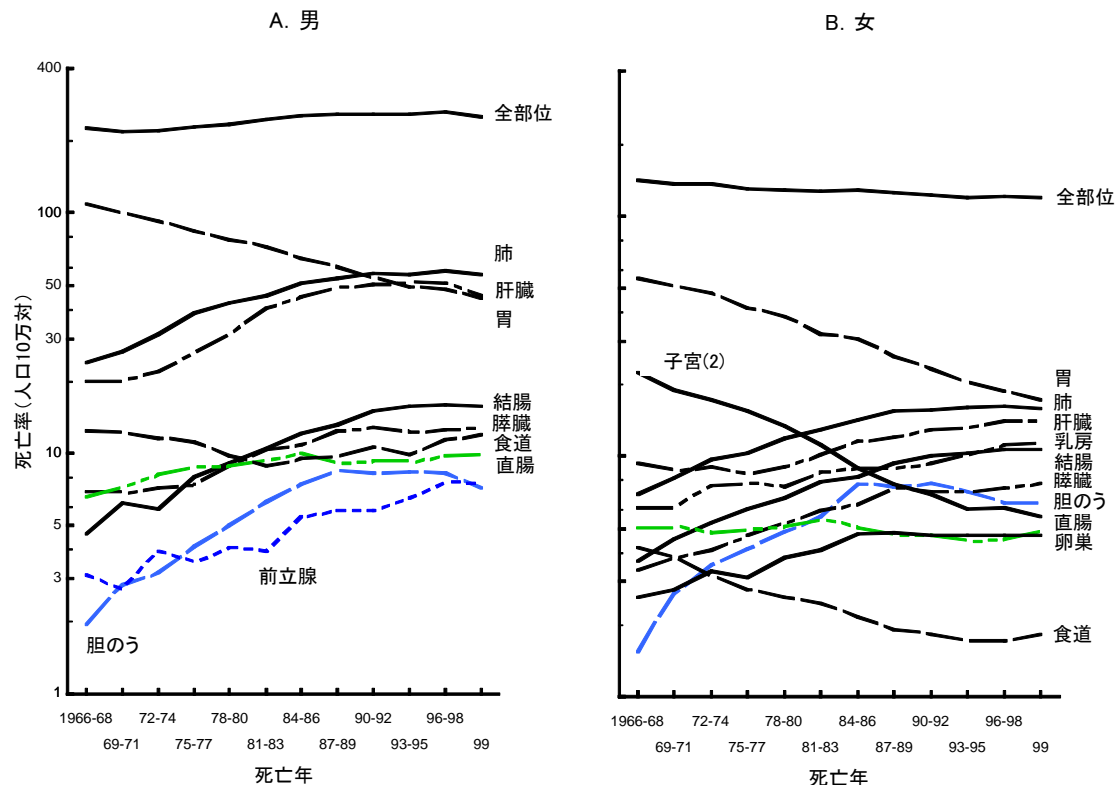 A. 男
死亡率(人口10万対)
400
100
50
30
10
5
3
1
全部位
肺
肝臓
胃
結腸
膵臓
食道
直腸
前立腺
胆のう
1966-68
72-74
78-80
84-86
90-92
96-98
69-71
75-77
81-83
87-89
93-95
99
死亡年
B. 女
全部位
子宮(2)
胃
肺
肝臓
乳房
結腸
膵臓
胆のう
直腸
卵巣
食道
1966-68
72-74
78-80
84-86
90-92
96-98
69-71
75-77
81-83
87-89
93-95
99
死亡年